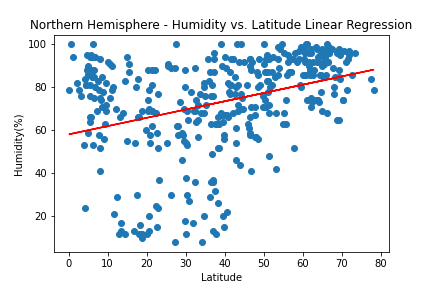 Northern Hemisphere - Humidity vs. Latitude Linear Regression
100
80
60
40
20
Humidity(%)
0 10 20 30 40 50 60 70 80
Latitude